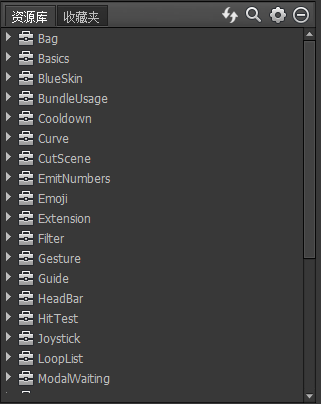 资源库 收藏夹
Bag
Basics
BlueSkin
BundleUsage
Cooldown
Curve
CutScene
EmitNumbers
Emoji
Extension
Filter
Gesture
Guide
HeadBar
HitTest
Joystick
LoopList
ModalWaiting